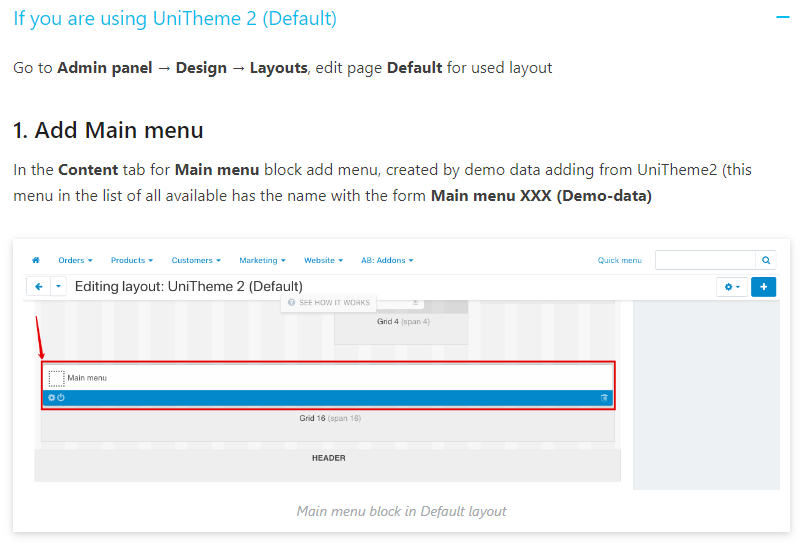 If you are using UniTheme 2 (Default)
Go to Admin panel → Design → Layouts, edit page Default for used layout
1. Add Main menu
In the Content tab for Main menu block add menu, created by demo data adding from UniTheme2 (this
menu in the list of all available has the name with the form Main menu XXX (Demo-data)
Orders Products Customers Marketing Website AB: Addons Quick menu
Editing layout: UniTheme 2 (Default)
SEE HOW IT WORKS
Grid 4 (span 4)
Main menu
Grid 16 (span 16)
HEADER
Main menu block in Default layout